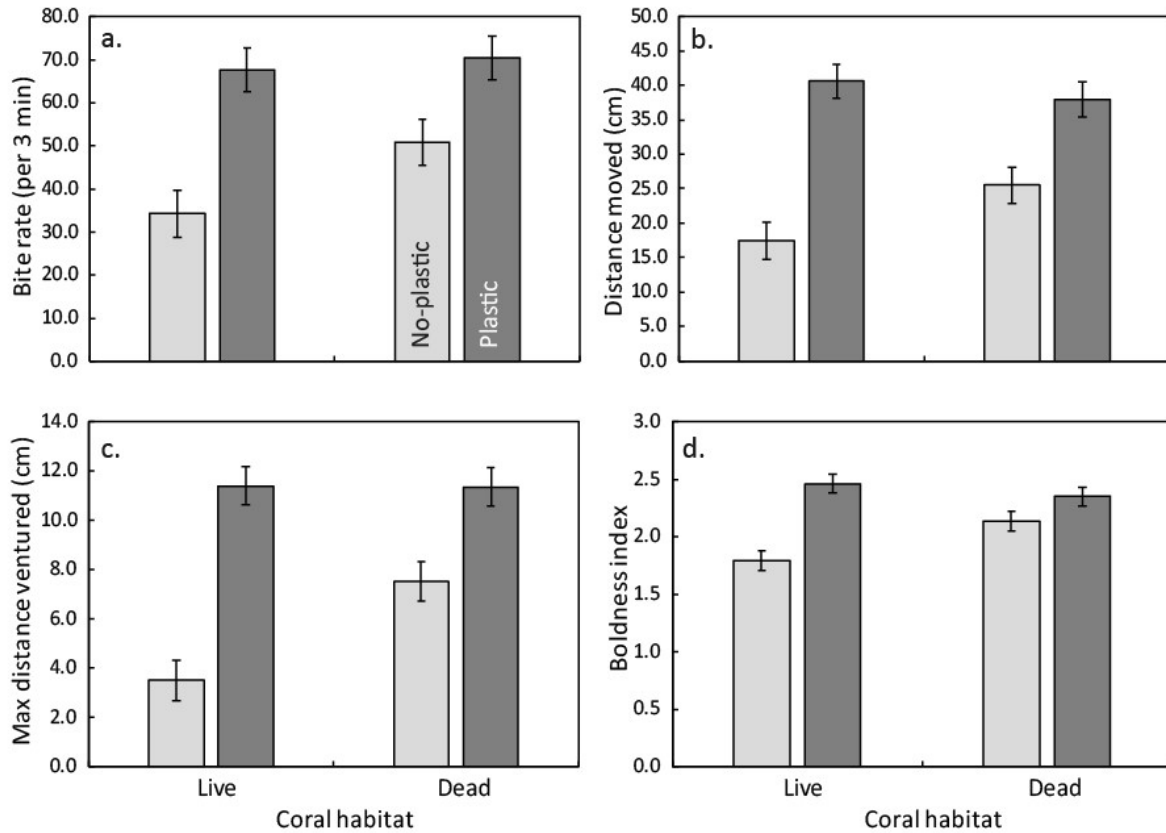 a.
Bite rate (per 3 min)
80.0
70.0
60.0
50.0
40.0
30.0
20.0
10.0
0.0
No-plastic
Plastic
b.
Distance moved (cm)
50.0
45.0
40.0
35.0
30.0
25.0
20.0
15.0
10.0
5.0
0.0
c.
Max distance ventured (cm)
14.0
12.0
10.0
8.0
6.0
4.0
2.0
0.0
Live
Dead
Coral habitat
d.
Boldness index
3.0
2.5
2.0
1.5
1.0
0.5
0.0
Live
Dead
Coral habitat